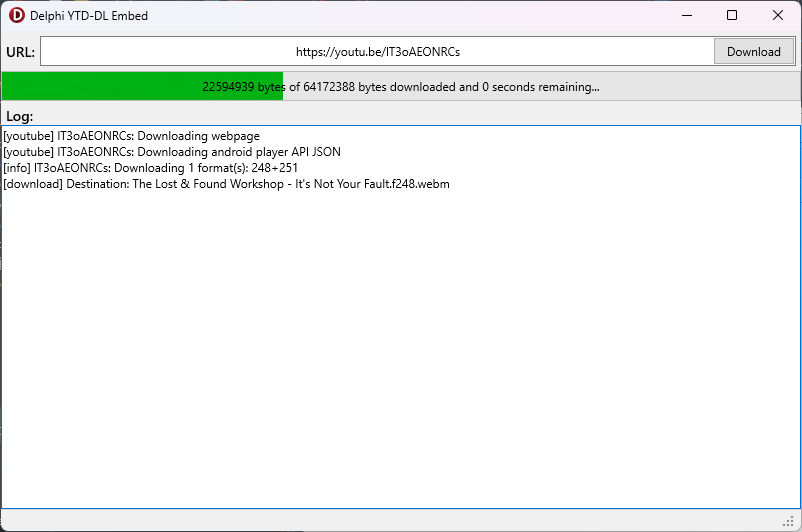 Delphi YTD-DL Embed
URL: https://youtu.be/IT3oAEONRCs Download
22594939 bytes of 64172388 bytes downloaded and 0 seconds remaining...
Log:
[youtube] IT3oAEONRCs: Downloading webpage
[youtube] IT3oAEONRCs: Downloading android player API JSON
[info] IT3oAEONRCs: Downloading 1 format(s): 248+251
[download] Destination: The Lost & Found Workshop - It's Not Your Fault.f248.webm